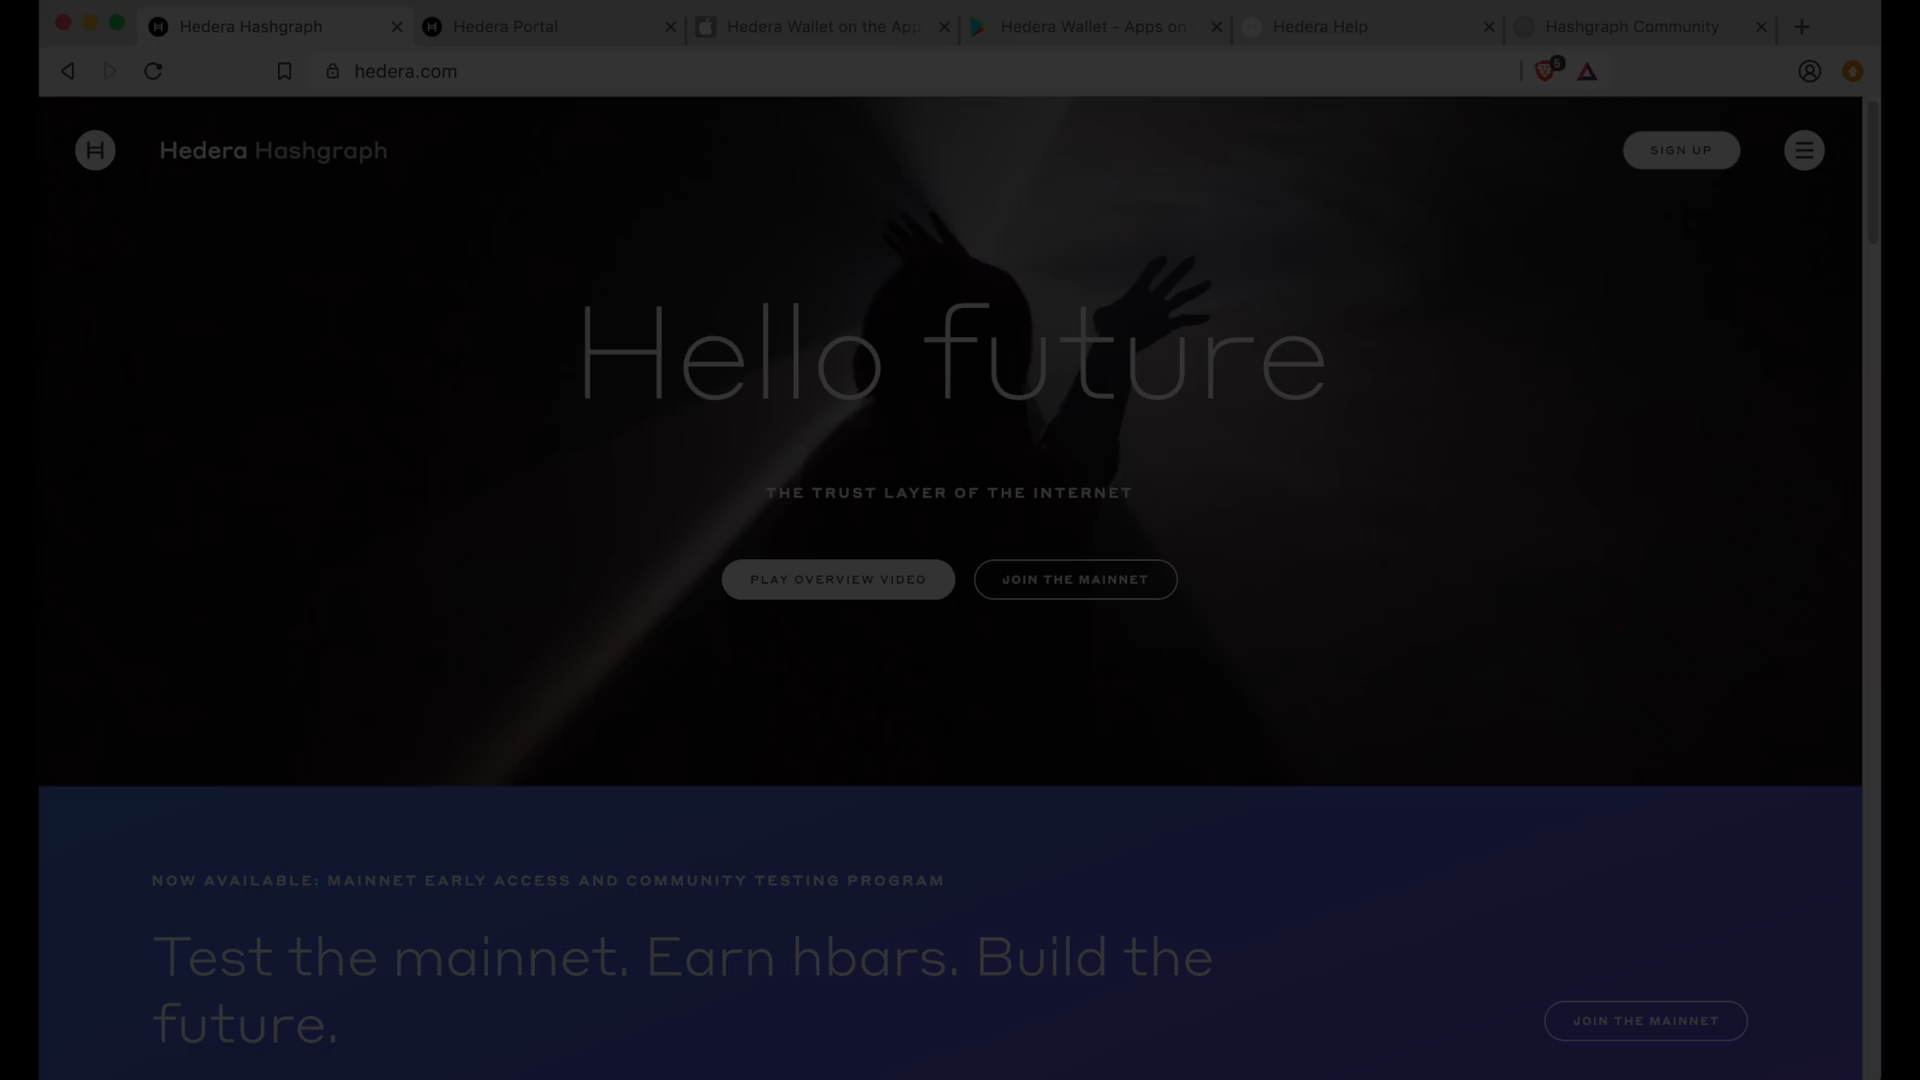 Hedera Hashgraph
Hedera Portal
Hedera Wallet on the App
Hedera Wallet - Apps on
Hedera Help
Hashgraph Community
hedera.com
5
Hedera Hashgraph
SIGN UP
Hello future
THE TRUST LAYER OF THE INTERNET
PLAY OVERVIEW VIDEO
JOIN THE MAINNET
NOW AVAILABLE: MAINNET EARLY ACCESS AND COMMUNITY TESTING PROGRAM
Test the mainnet. Earn hbars. Build the
future.
JOIN THE MAINNET